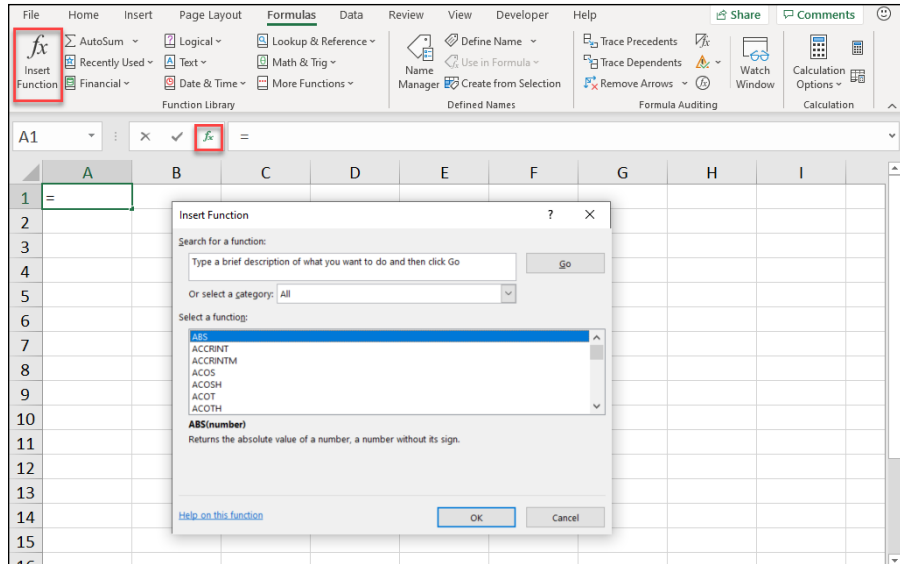 File Home Insert Page Layout Formulas Data Review View Developer Help Share Comments
fx Insert Function
AutoSum Logical Lookup & Reference
Recently Used Text Math & Trig
Financial Date & Time More Functions
Function Library
Name Manager
Define Name
Use in Formula
Create from Selection
Defined Names
Trace Precedents
Trace Dependents
Remove Arrows
Watch Window
Formula Auditing
Calculation Options
Calculation
A1 fx =
A B C D E F G H I
1 =
2
3
4
5
6
7
8
9
10
11
12
13
14
15
16
Insert Function ? ×
Search for a function:
Type a brief description of what you want to do and then click Go
Go
Or select a category: All
Select a function:
ABS
ACCRINT
ACCRINTM
ACOS
ACOSH
ACOT
ACOTH
ABS(number)
Returns the absolute value of a number, a number without its sign.
Help on this function OK Cancel